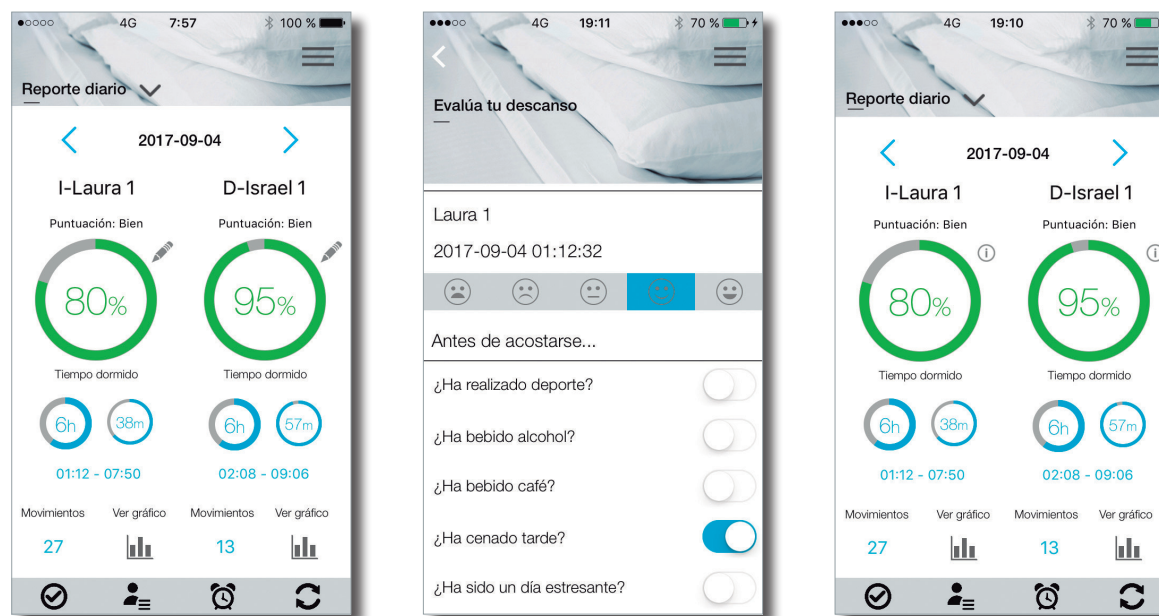 4G 7:57 100 %
Reporte diario
2017-09-04
I-Laura 1 D-Israel 1
Puntuación: Bien Puntuación: Bien
80% 95%
Tiempo dormido Tiempo dormido
6h 38m 6h 57m
01:12 - 07:50 02:08 - 09:06
Movimientos Ver gráfico Movimientos Ver gráfico
27 13
4G 19:11 70 %
Evalúa tu descanso
Laura 1
2017-09-04 01:12:32
Antes de acostarse...
¿Ha realizado deporte?
¿Ha bebido alcohol?
¿Ha bebido café?
¿Ha cenado tarde?
¿Ha sido un día estresante?
4G 19:10 70 %
Reporte diario
2017-09-04
I-Laura 1 D-Israel 1
Puntuación: Bien Puntuación: Bien
80% 95%
Tiempo dormido Tiempo dormido
6h 38m 6h 57m
01:12 - 07:50 02:08 - 09:06
Movimientos Ver gráfico Movimientos Ver gráfico
27 13